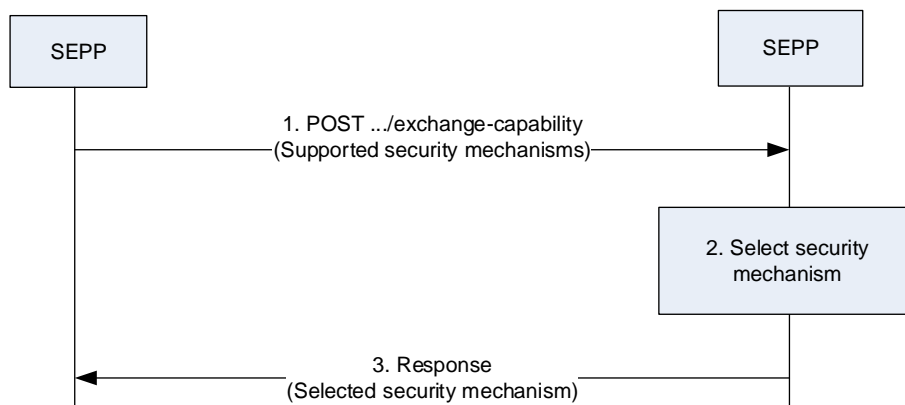 SEPP
SEPP
1. POST .../exchange-capability
(Supported security mechanisms)
2. Select security
mechanism
3. Response
(Selected security mechanism)